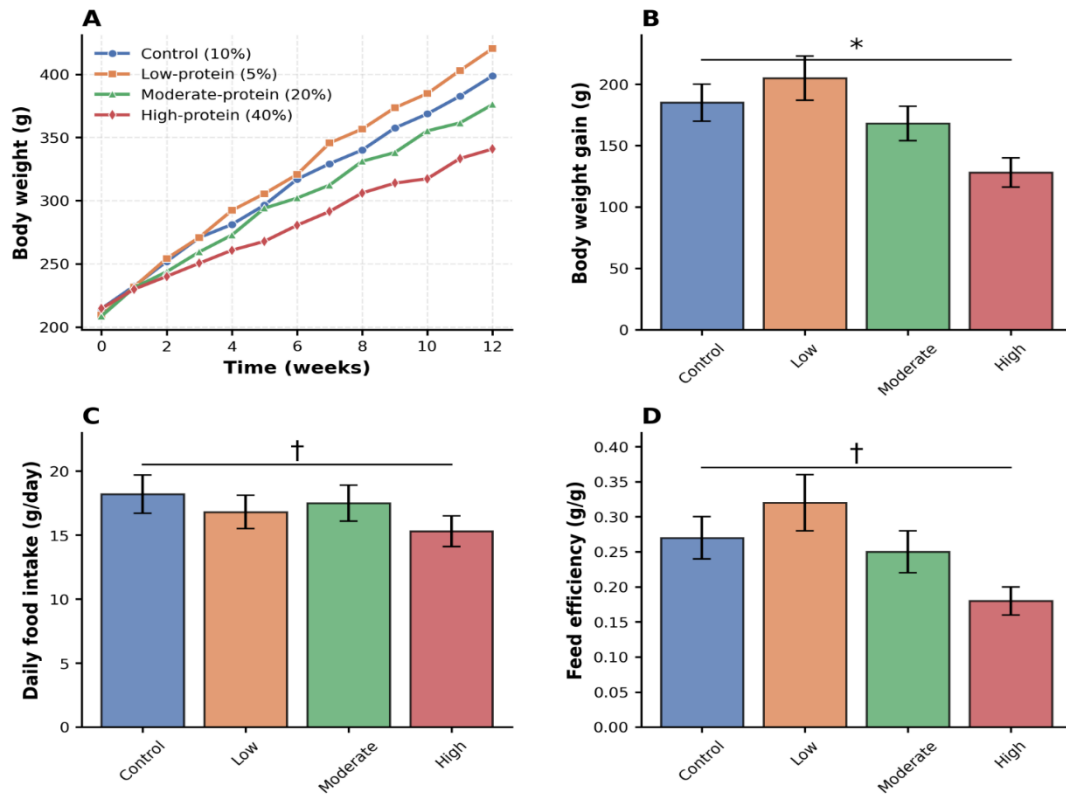 A
Body weight (g)
400
350
300
250
200
Control (10%)
Low-protein (5%)
Moderate-protein (20%)
High-protein (40%)
0 2 4 6 8 10 12
Time (weeks)
B
Body weight gain (g)
200
150
100
50
0
*
Control Low Moderate High
C
Daily food intake (g/day)
20
15
10
5
0
†
Control Low Moderate High
D
Feed efficiency (g/g)
0.40
0.35
0.30
0.25
0.20
0.15
0.10
0.05
0.00
†
Control Low Moderate High